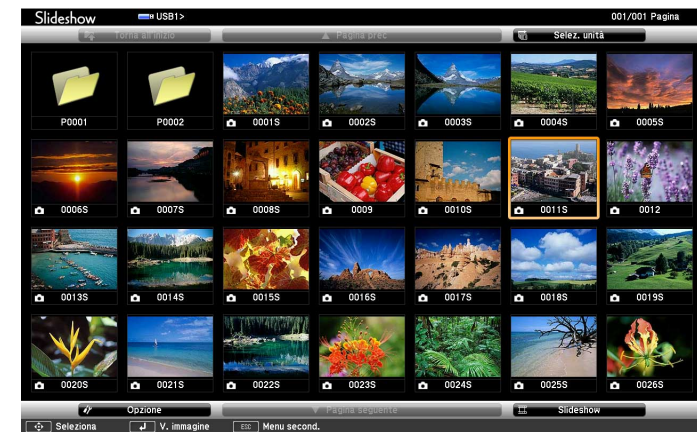 Slideshow USB1> 001/001 Pagina
Torna all'inizio Pagina prec Selez. unità
P0001 P0002 0001S 0002S 0003S 0004S 0005S
0006S 0007S 0008S 0009 0010S 0011S 0012
0013S 0014S 0015S 0016S 0017S 0018S 0019S
0020S 0021S 0022S 0023S 0024S 0025S 0026S
Opzione Pagina seguente Slideshow
Seleziona V. immagine ESC Menu second.